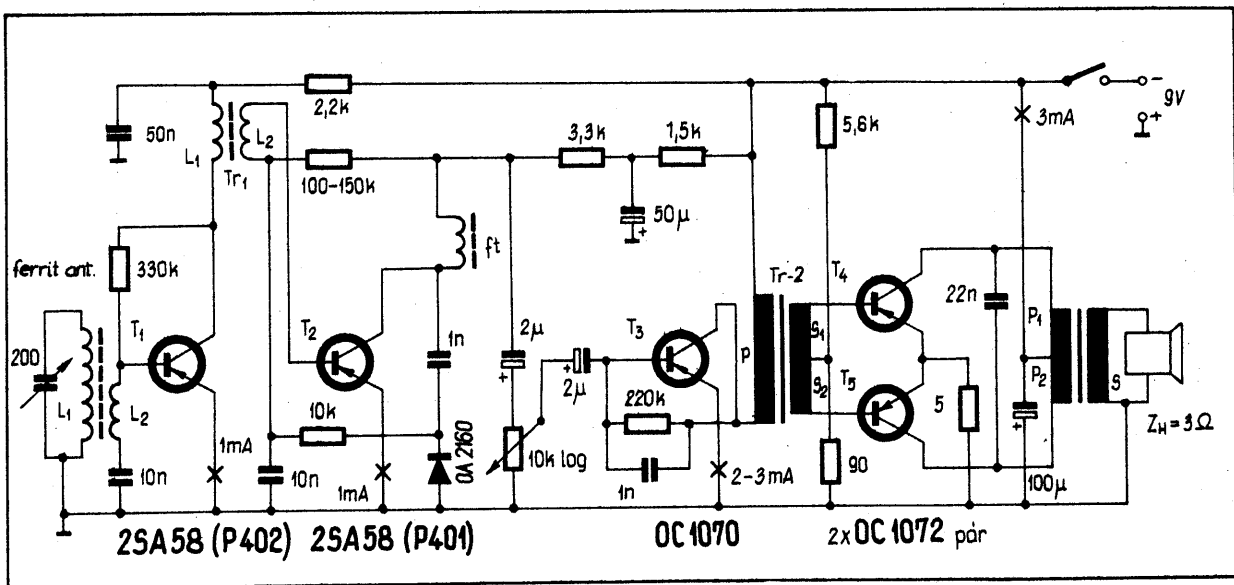 50n
L₁
Tr₁
L₂
2,2k
100-150k
3,3k
1,5k
50µ
+
5,6k
3mA
-
9V
+
ferrit ant.
330k
200
L₁
L₂
T₁
10n
1mA
T₂
10k
10n
1mA
ft
1n
OA 2160
2µ
+
10k log
+
2µ
T₃
220k
1n
2-3mA
P
Tr-2
S₁
S₂
T₄
T₅
90
5
22n
P₁
P₂
+
100µ
S
Z_H = 3Ω
2SA58 (P402)
2SA58 (P401)
OC1070
2x OC 1072 pár